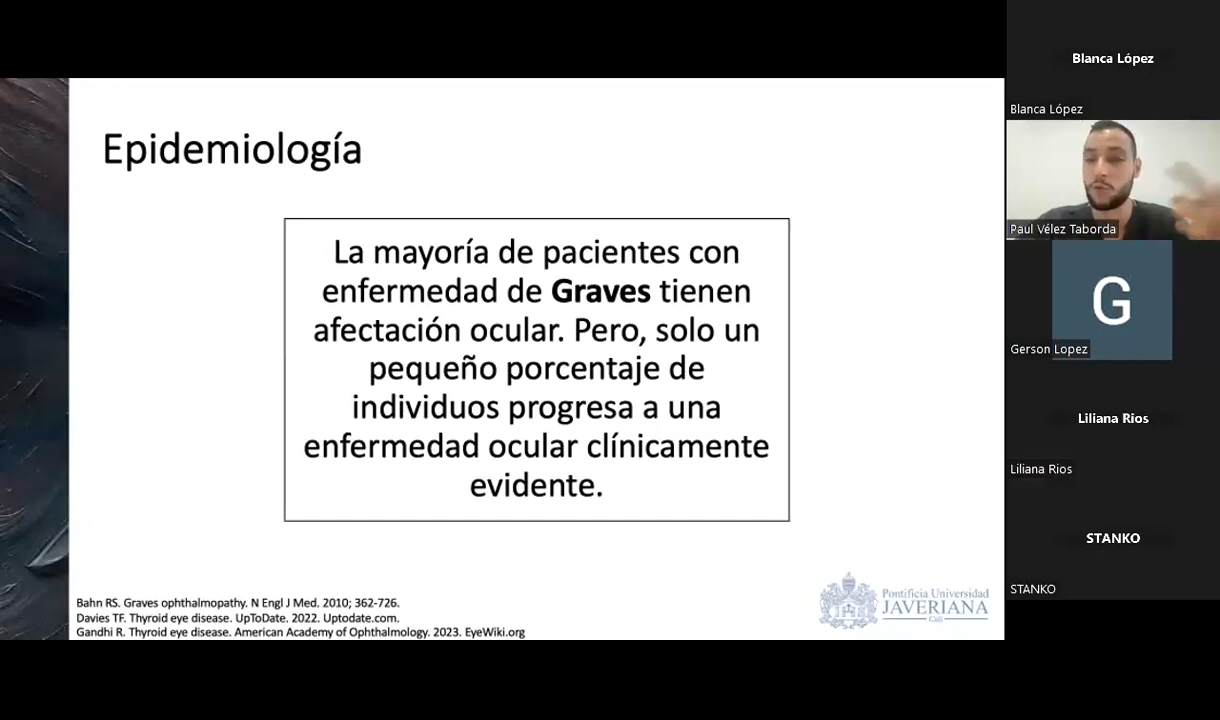 Epidemiología
La mayoría de pacientes con
enfermedad de Graves tienen
afectación ocular. Pero, solo un
pequeño porcentaje de
individuos progresa a una
enfermedad ocular clínicamente
evidente.
Bahn RS. Graves ophthalmopathy. N Engl J Med. 2010; 362-726.
Davies TF. Thyroid eye disease. UpToDate. 2022. Uptodate.com.
Gandhi R. Thyroid eye disease. American Academy of Ophthalmology. 2023. EyeWiki.org
Pontificia Universidad
JAVERIANA
Cali
Blanca López
Blanca López
Paul Vélez Taborda
G
Gerson Lopez
Liliana Rios
Liliana Rios
STANKO
STANKO